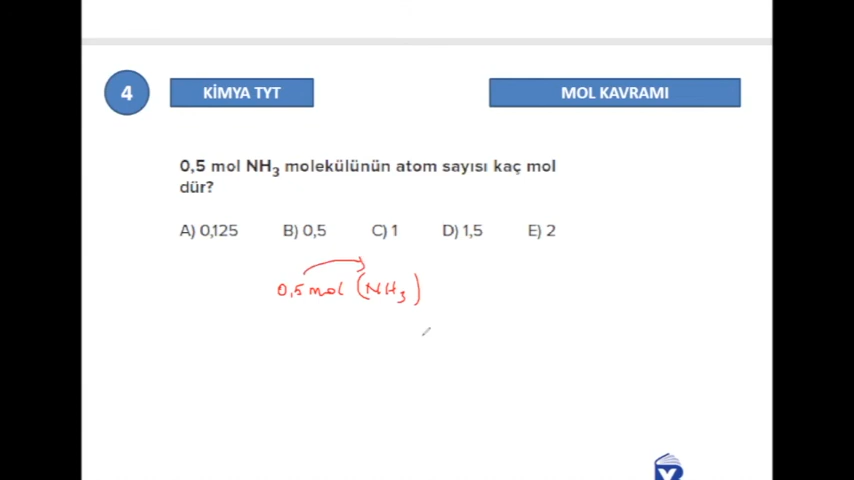 4
KİMYA TYT
MOL KAVRAMI
0,5 mol NH₃ molekülünün atom sayısı kaç mol
dür?
A) 0,125 B) 0,5 C) 1 D) 1,5 E) 2
0,5 mol (NH₃)